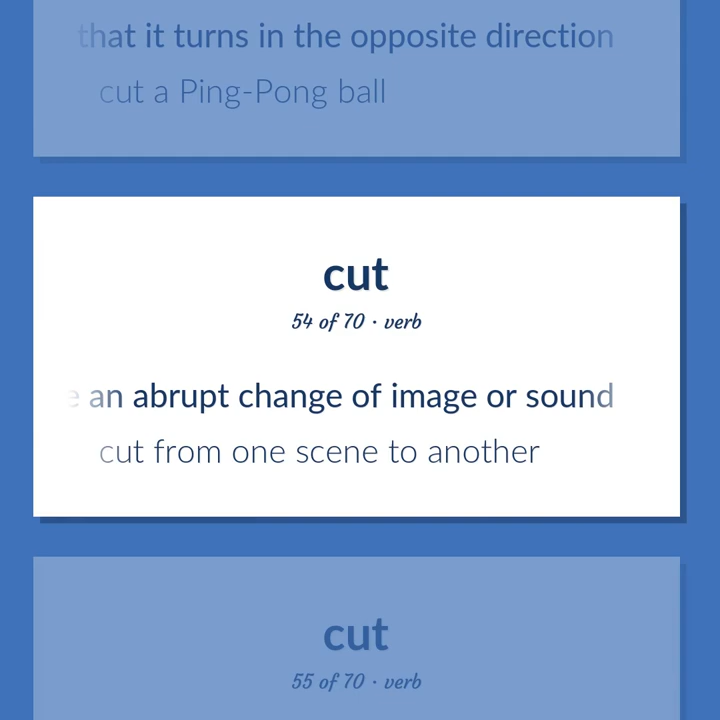 that it turns in the opposite direction
cut a Ping-Pong ball
cut
54 of 70 · verb
e an abrupt change of image or sound
cut from one scene to another
cut
55 of 70 · verb